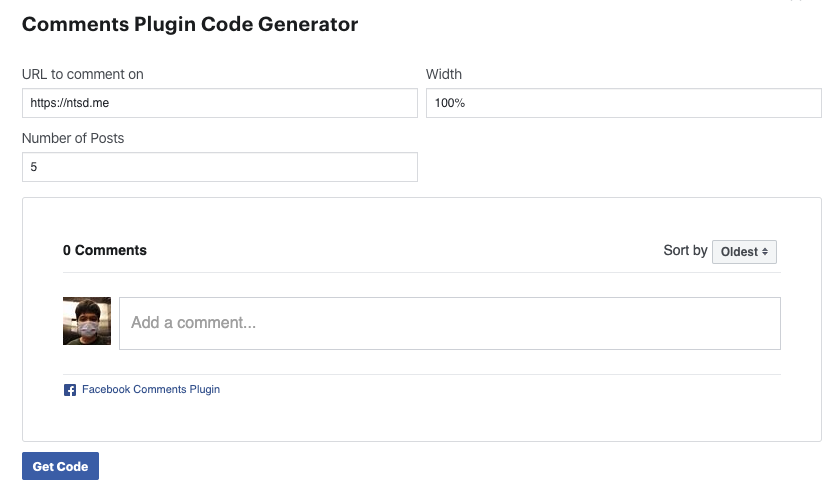 Comments Plugin Code Generator
URL to comment on
Width
https://ntsd.me
100%
Number of Posts
5
0 Comments
Sort by Oldest
Add a comment...
Facebook Comments Plugin
Get Code